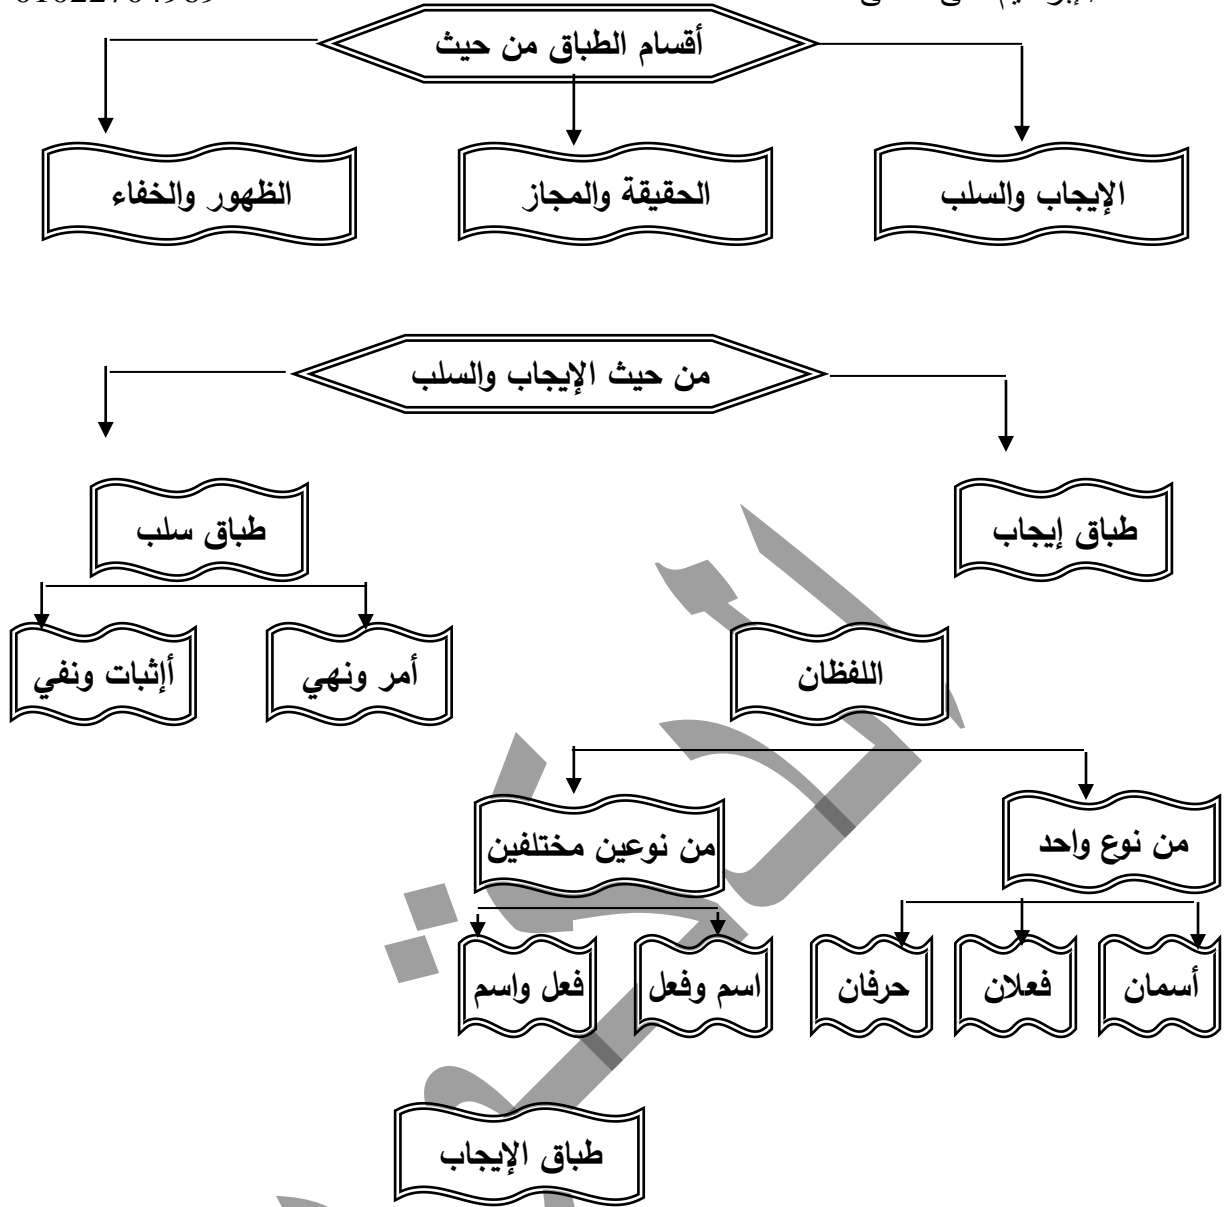 أقسام الطباق من حيث
الإيجاب والسلب
الحقيقة والمجاز
الظهور والخفاء
من حيث الإيجاب والسلب
طباق إيجاب
طباق سلب
اللفظان
أمر ونهي
أإثبات ونفي
من نوع واحد
من نوعين مختلفين
أسمان
فعلان
حرفان
اسم وفعل
فعل واسم
طباق الإيجاب